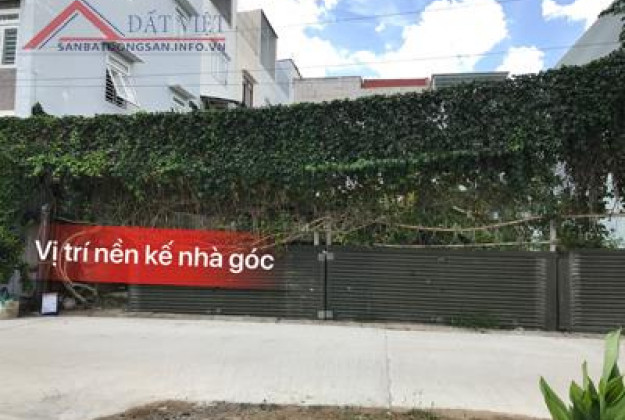 ĐẤT VIỆT
SANBATDONGSAN.INFO.VN
Vị trí nền kế nhà góc